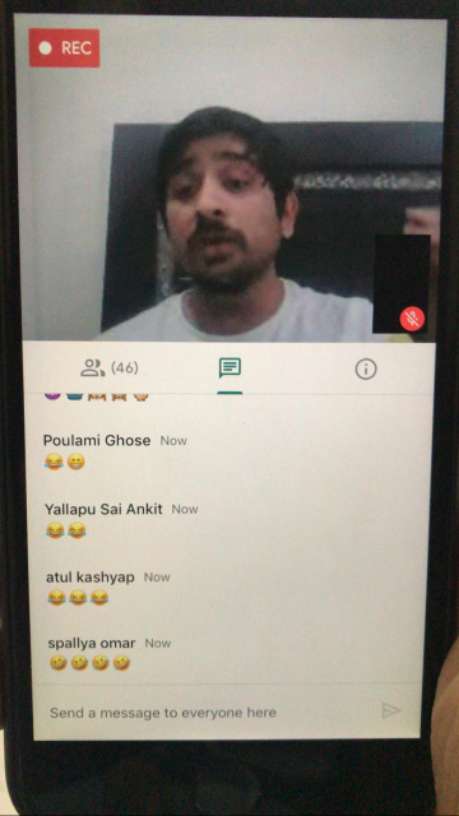 REC
(46)
Poulami Ghose Now
😂😁
Yallapu Sai Ankit Now
😂😂
atul kashyap Now
😂😂😂
spallya omar Now
🤣🤣🤣🤣
Send a message to everyone here